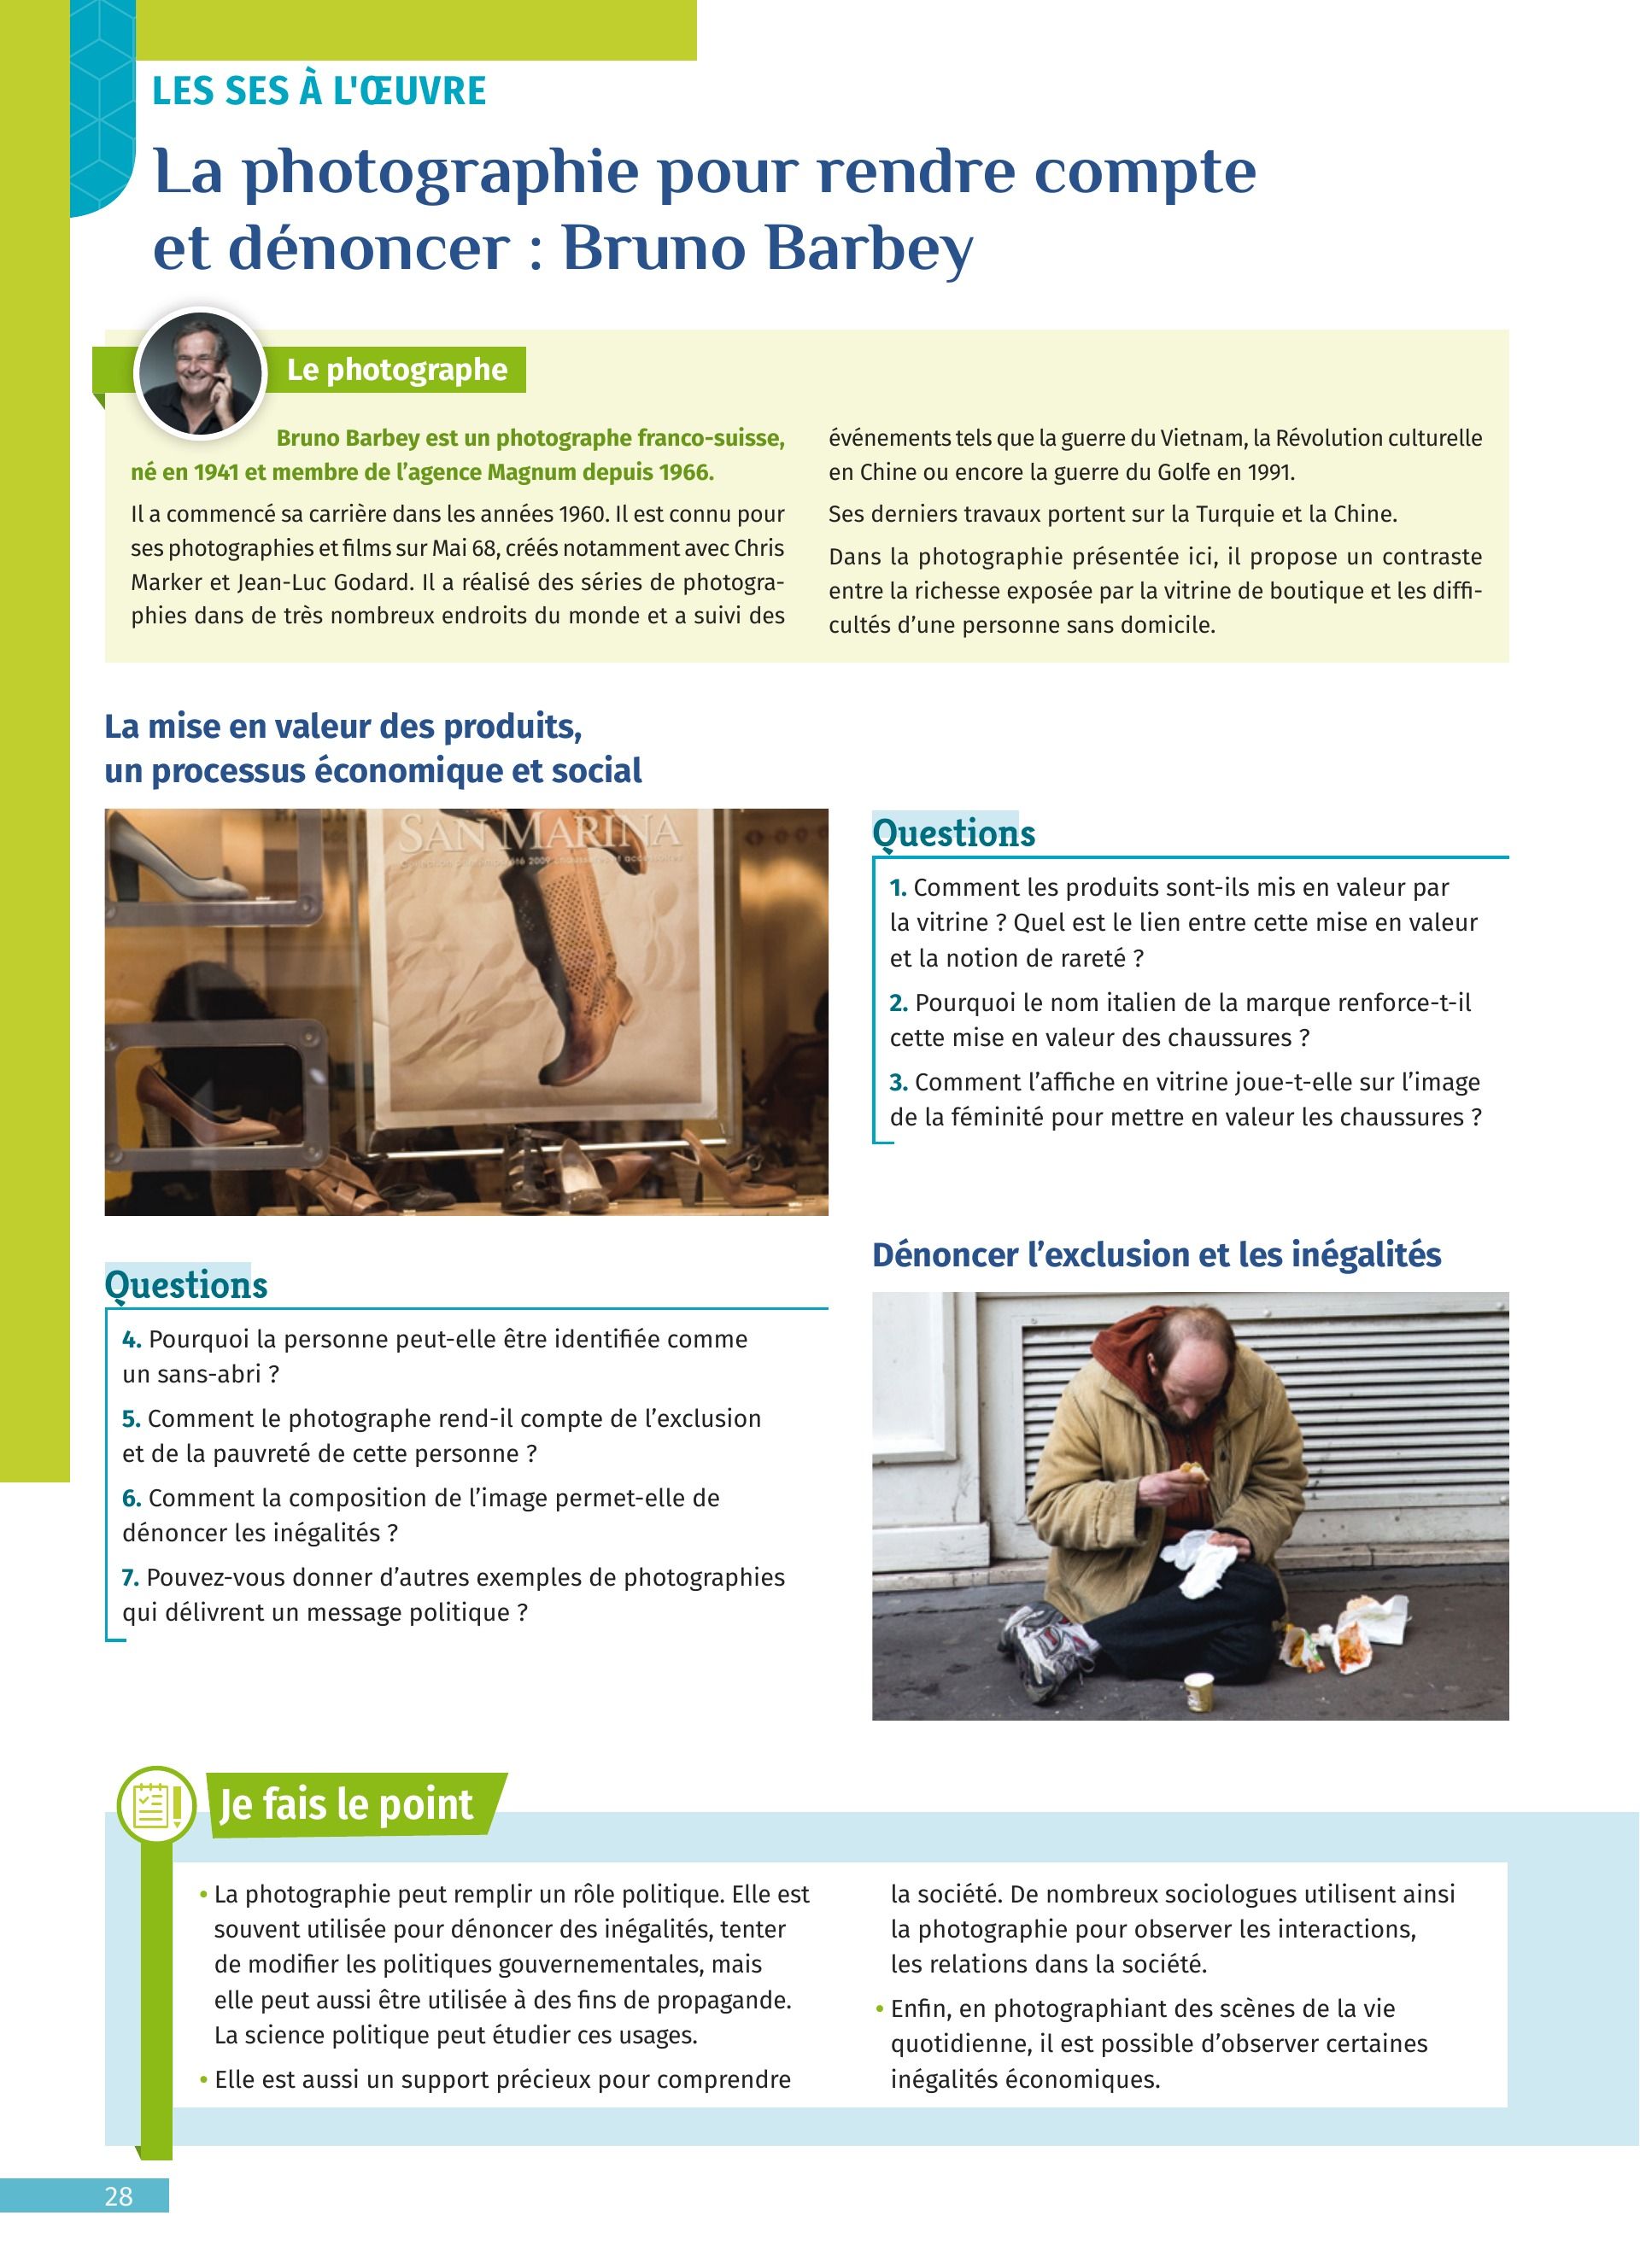 LES SES À L'ŒUVRE
La photographie pour rendre compte
et dénoncer : Bruno Barbey
Le photographe
Bruno Barbey est un photographe franco-suisse,
né en 1941 et membre de l’agence Magnum depuis 1966.
Il a commencé sa carrière dans les années 1960. Il est connu pour
ses photographies et films sur Mai 68, créés notamment avec Chris
Marker et Jean-Luc Godard. Il a réalisé des séries de photogra-
phies dans de très nombreux endroits du monde et a suivi des
événements tels que la guerre du Vietnam, la Révolution culturelle
en Chine ou encore la guerre du Golfe en 1991.
Ses derniers travaux portent sur la Turquie et la Chine.
Dans la photographie présentée ici, il propose un contraste
entre la richesse exposée par la vitrine de boutique et les diffi-
cultés d’une personne sans domicile.
La mise en valeur des produits,
un processus économique et social
SAN MARINA
Questions
1. Comment les produits sont-ils mis en valeur par
la vitrine ? Quel est le lien entre cette mise en valeur
et la notion de rareté ?
2. Pourquoi le nom italien de la marque renforce-t-il
cette mise en valeur des chaussures ?
3. Comment l’affiche en vitrine joue-t-elle sur l’image
de la féminité pour mettre en valeur les chaussures ?
Dénoncer l’exclusion et les inégalités
Questions
4. Pourquoi la personne peut-elle être identifiée comme
un sans-abri ?
5. Comment le photographe rend-il compte de l’exclusion
et de la pauvreté de cette personne ?
6. Comment la composition de l’image permet-elle de
dénoncer les inégalités ?
7. Pouvez-vous donner d’autres exemples de photographies
qui délivrent un message politique ?
Je fais le point
• La photographie peut remplir un rôle politique. Elle est
souvent utilisée pour dénoncer des inégalités, tenter
de modifier les politiques gouvernementales, mais
elle peut aussi être utilisée à des fins de propagande.
La science politique peut étudier ces usages.
• Elle est aussi un support précieux pour comprendre
la société. De nombreux sociologues utilisent ainsi
la photographie pour observer les interactions,
les relations dans la société.
• Enfin, en photographiant des scènes de la vie
quotidienne, il est possible d’observer certaines
inégalités économiques.
28